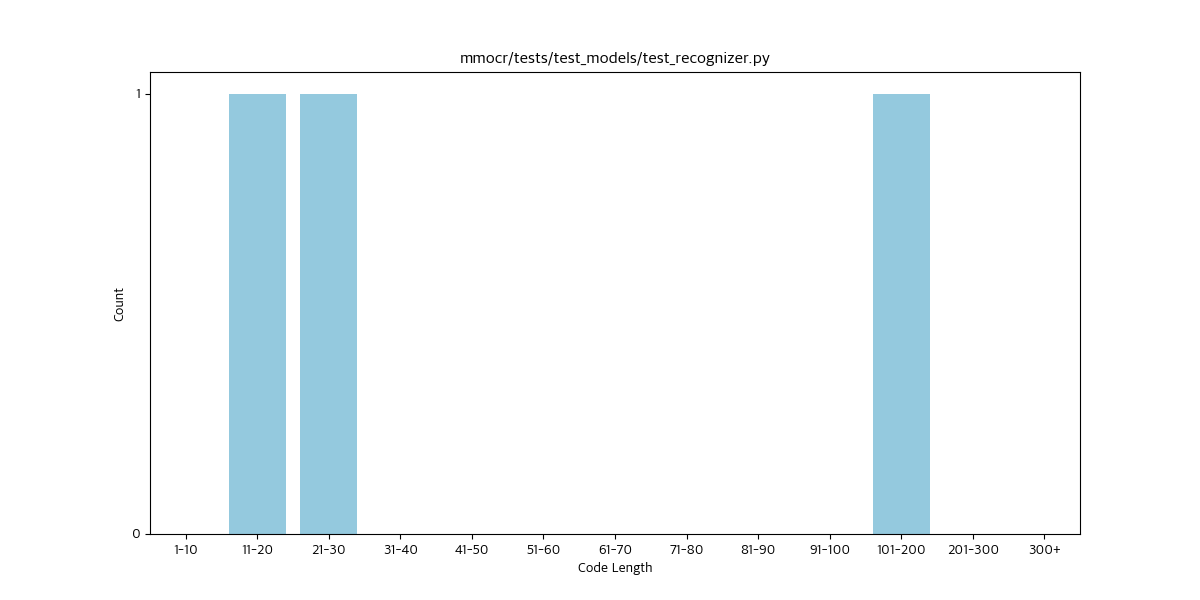 mmocr/tests/test_models/test_recognizer.py
1
Count
0
1-10 11-20 21-30 31-40 41-50 51-60 61-70 71-80 81-90 91-100 101-200 201-300 300+
Code Length